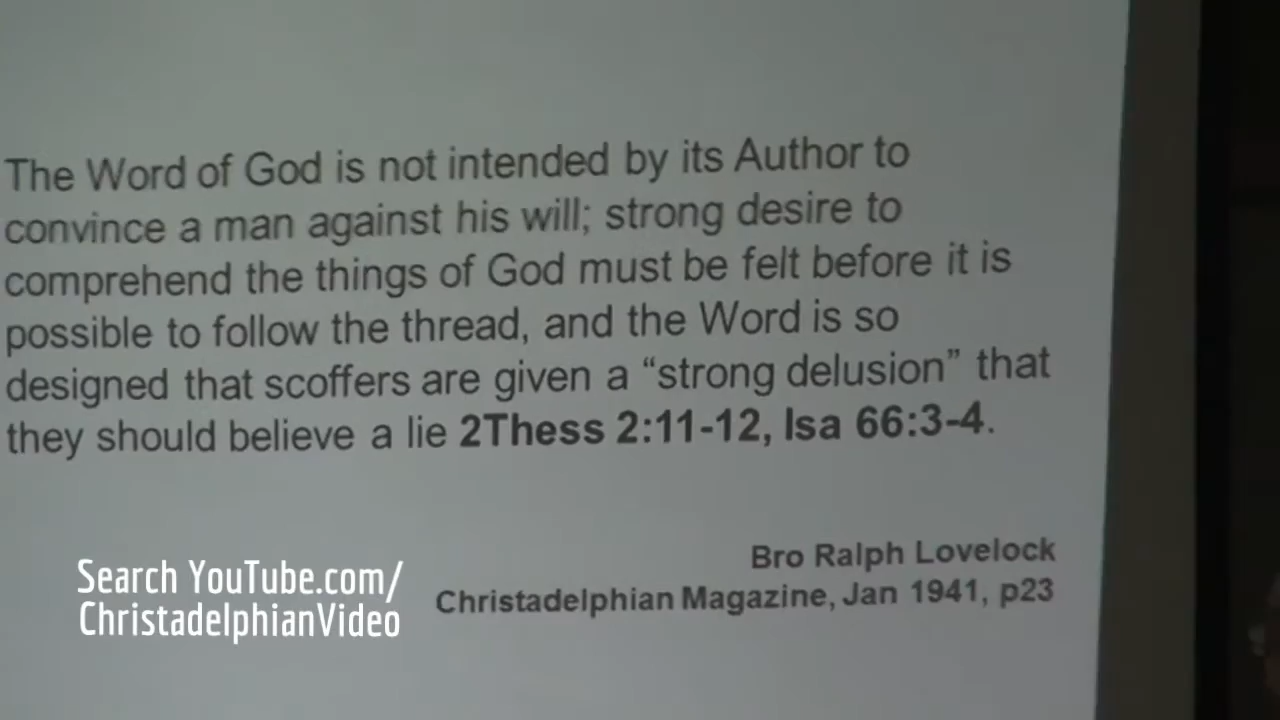 The Word of God is not intended by its Author to
convince a man against his will; strong desire to
comprehend the things of God must be felt before it is
possible to follow the thread, and the Word is so
designed that scoffers are given a “strong delusion” that
they should believe a lie 2Thess 2:11-12, Isa 66:3-4.
Bro Ralph Lovelock
Christadelphian Magazine, Jan 1941, p23
Search YouTube.com/
ChristadelphianVideo